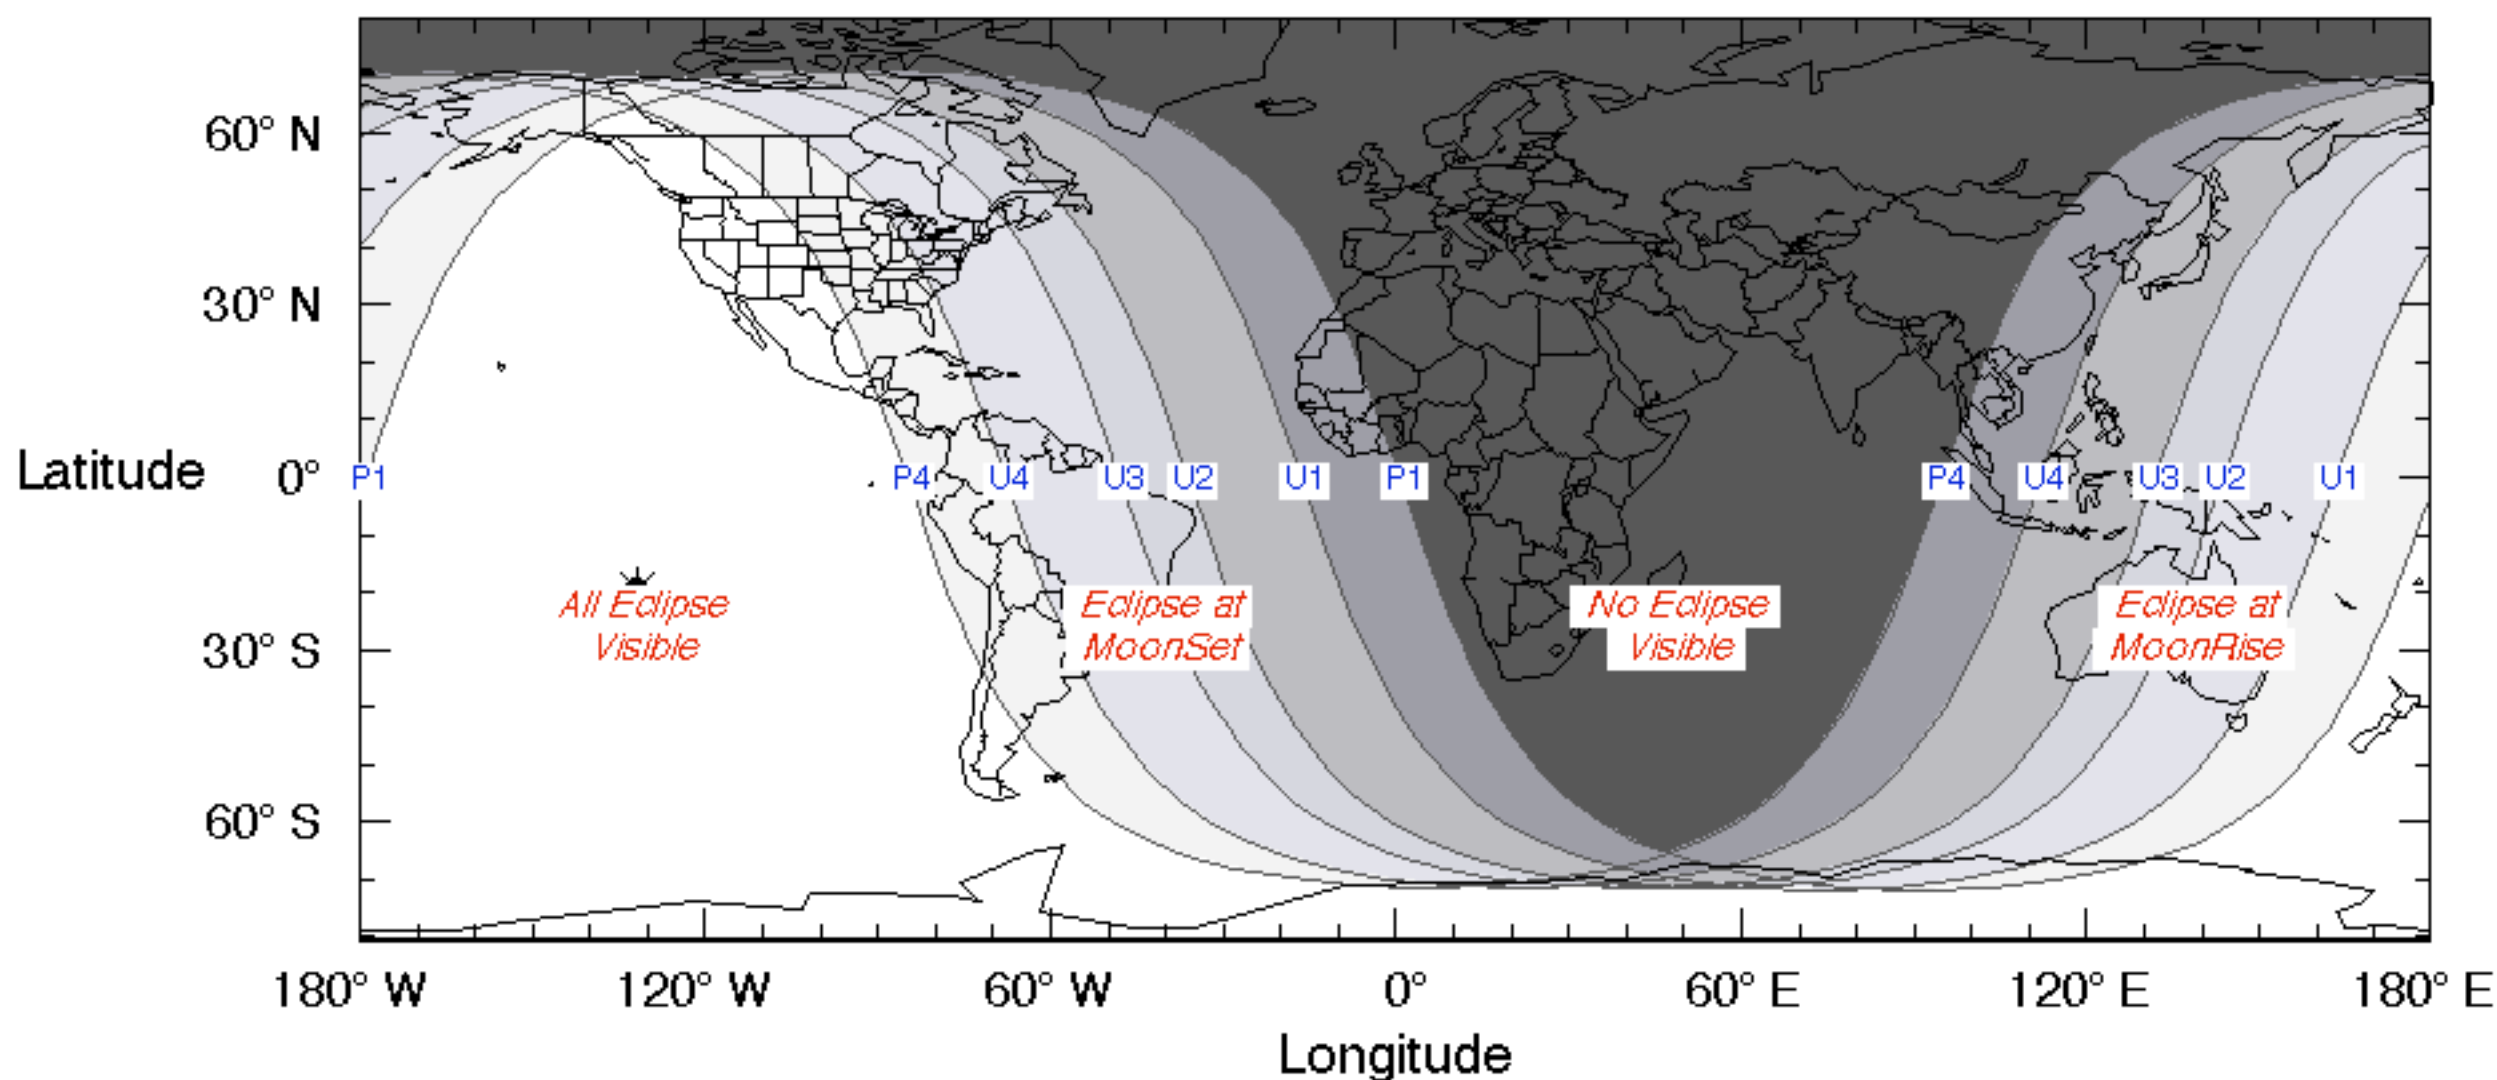 60° N
30° N
Latitude 0°
P1 P4 U4 U3 U2 U1 P1 P4 U4 U3 U2 U1
All Eclipse
Visible
Eclipse at
MoonSet
No Eclipse
Visible
Eclipse at
MoonRise
30° S
60° S
180° W 120° W 60° W 0° 60° E 120° E 180° E
Longitude